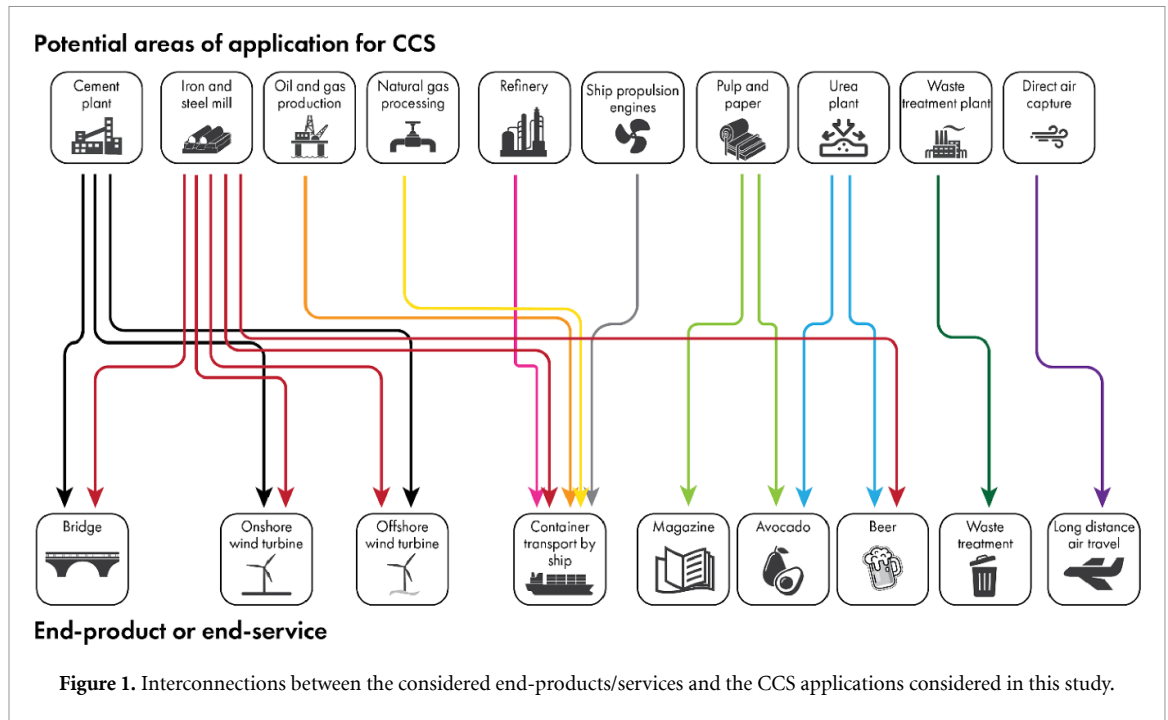 Potential areas of application for CCS
Cement
plant
Iron and
steel mill
Oil and gas
production
Natural gas
processing
Refinery
Ship propulsion
engines
Pulp and
paper
Urea
plant
Waste
treatment plant
Direct air
capture
Bridge
Onshore
wind turbine
Offshore
wind turbine
Container
transport by
ship
Magazine
Avocado
Beer
Waste
treatment
Long distance
air travel
End-product or end-service
Figure 1. Interconnections between the considered end-products/services and the CCS applications considered in this study.